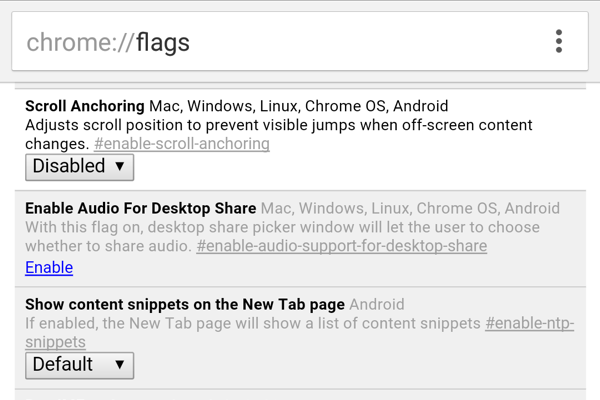 chrome://flags
Scroll Anchoring Mac, Windows, Linux, Chrome OS, Android
Adjusts scroll position to prevent visible jumps when off-screen content
changes. #enable-scroll-anchoring
Disabled ▼
Enable Audio For Desktop Share Mac, Windows, Linux, Chrome OS, Android
With this flag on, desktop share picker window will let the user to choose
whether to share audio. #enable-audio-support-for-desktop-share
Enable
Show content snippets on the New Tab page Android
If enabled, the New Tab page will show a list of content snippets #enable-ntp-
snippets
Default ▼